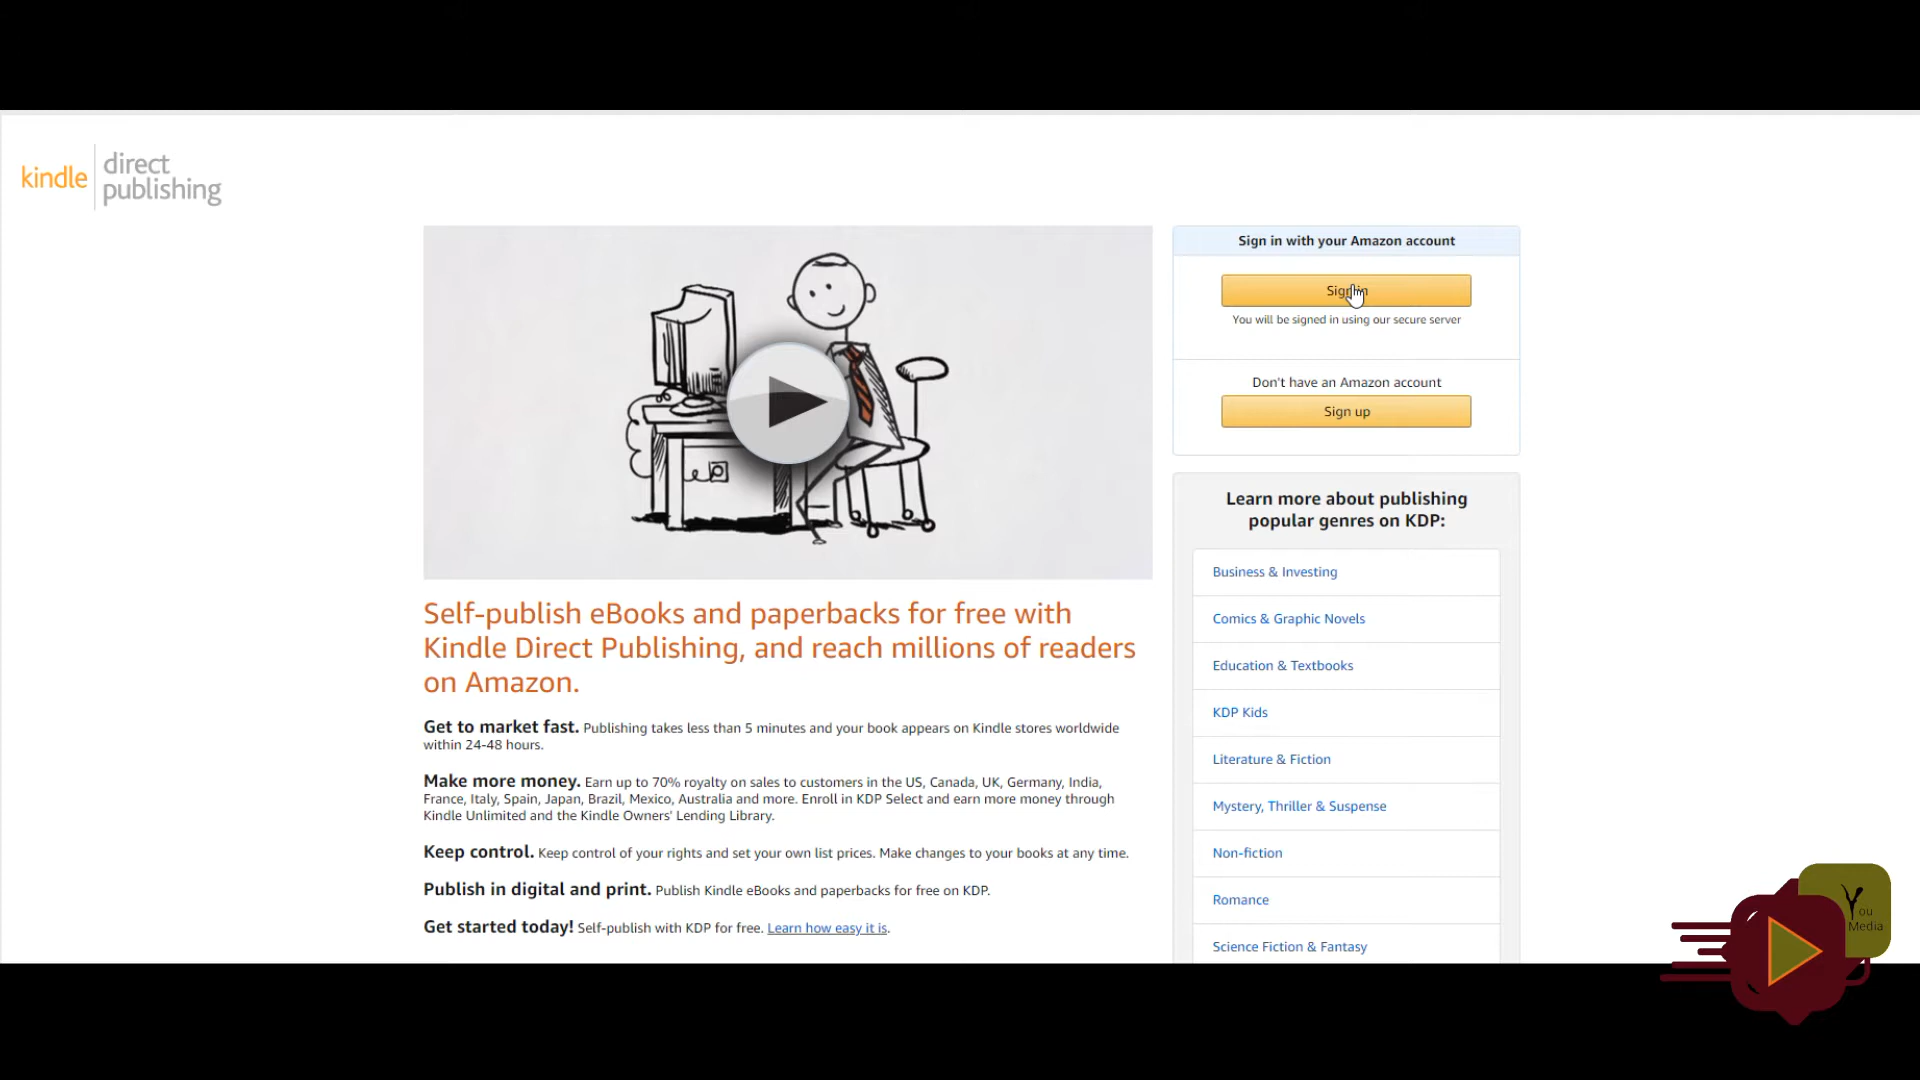 kindle direct publishing
Sign in with your Amazon account
Sign in
You will be signed in using our secure server
Don't have an Amazon account
Sign up
Learn more about publishing
popular genres on KDP:
Business & Investing
Comics & Graphic Novels
Education & Textbooks
KDP Kids
Literature & Fiction
Mystery, Thriller & Suspense
Non-fiction
Romance
Science Fiction & Fantasy
Self-publish eBooks and paperbacks for free with
Kindle Direct Publishing, and reach millions of readers
on Amazon.
Get to market fast. Publishing takes less than 5 minutes and your book appears on Kindle stores worldwide
within 24-48 hours.
Make more money. Earn up to 70% royalty on sales to customers in the US, Canada, UK, Germany, India,
France, Italy, Spain, Japan, Brazil, Mexico, Australia and more. Enroll in KDP Select and earn more money through
Kindle Unlimited and the Kindle Owners' Lending Library.
Keep control. Keep control of your rights and set your own list prices. Make changes to your books at any time.
Publish in digital and print. Publish Kindle eBooks and paperbacks for free on KDP.
Get started today! Self-publish with KDP for free. Learn how easy it is.
You
Media